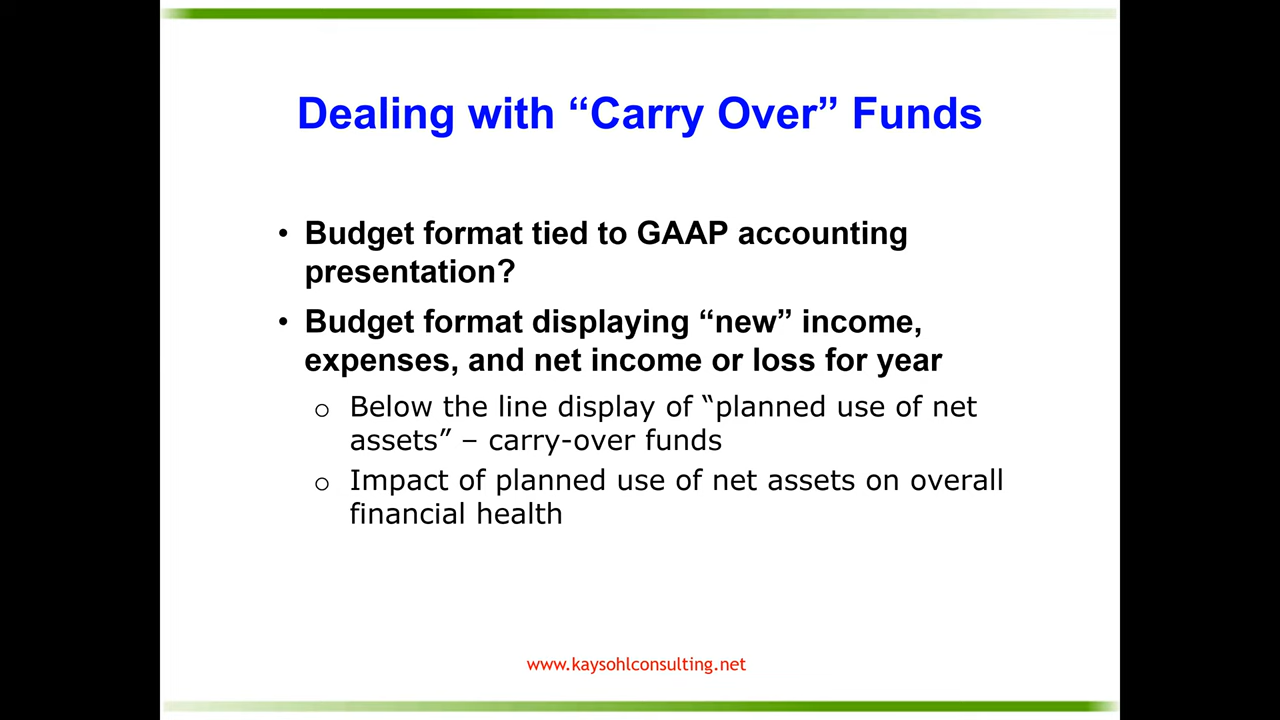 Dealing with “Carry Over” Funds
• Budget format tied to GAAP accounting
presentation?
• Budget format displaying “new” income,
expenses, and net income or loss for year
o Below the line display of “planned use of net
assets” – carry-over funds
o Impact of planned use of net assets on overall
financial health
www.kaysohlconsulting.net